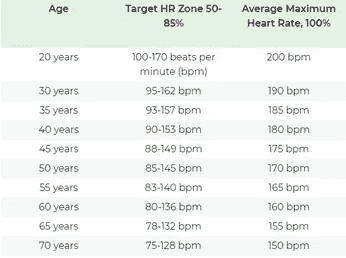 Age Target HR Zone 50- Average Maximum
85% Heart Rate, 100%
20 years 100-170 beats per 200 bpm
minute (bpm)
30 years 95-162 bpm 190 bpm
35 years 93-157 bpm 185 bpm
40 years 90-153 bpm 180 bpm
45 years 88-149 bpm 175 bpm
50 years 85-145 bpm 170 bpm
55 years 83-140 bpm 165 bpm
60 years 80-136 bpm 160 bpm
65 years 78-132 bpm 155 bpm
70 years 75-128 bpm 150 bpm